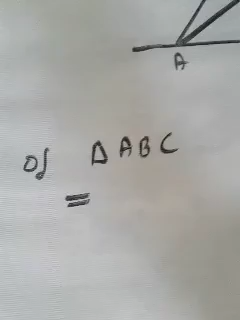 A
of ΔABC
=